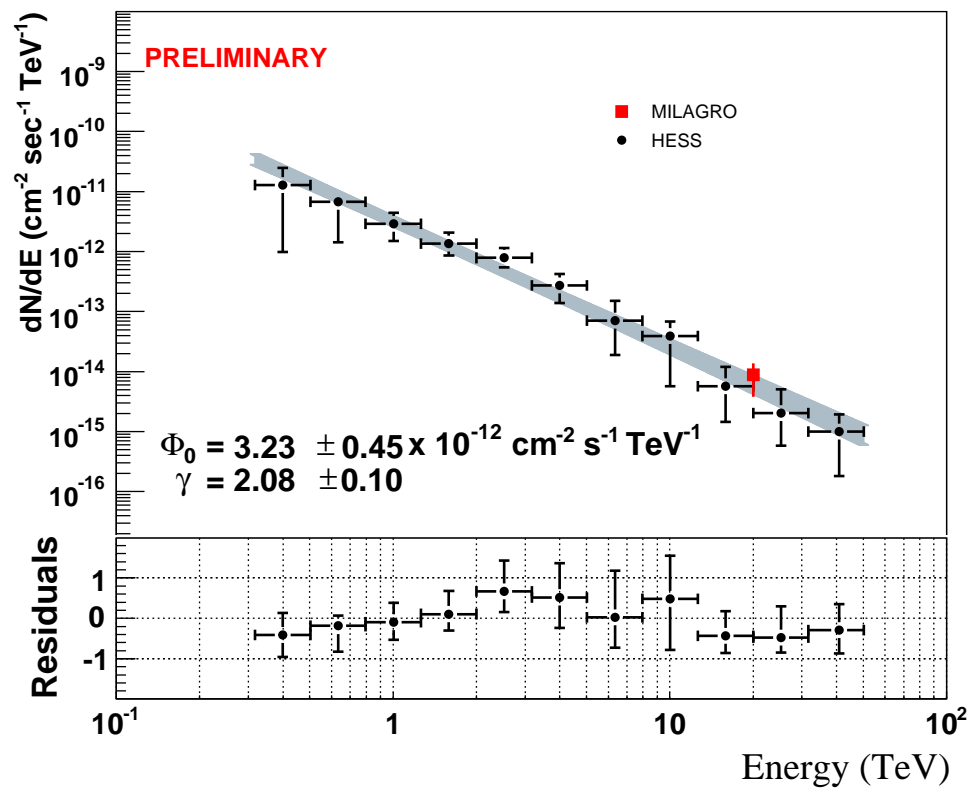 PRELIMINARY
MILAGRO
HESS
dN/dE (cm⁻² sec⁻¹ TeV⁻¹)
10⁻⁹
10⁻¹⁰
10⁻¹¹
10⁻¹²
10⁻¹³
10⁻¹⁴
10⁻¹⁵
10⁻¹⁶
Φ₀ = 3.23 ±0.45 x 10⁻¹² cm⁻² s⁻¹ TeV⁻¹
γ = 2.08 ±0.10
Residuals
1
0
-1
10⁻¹ 1 10 10²
Energy (TeV)